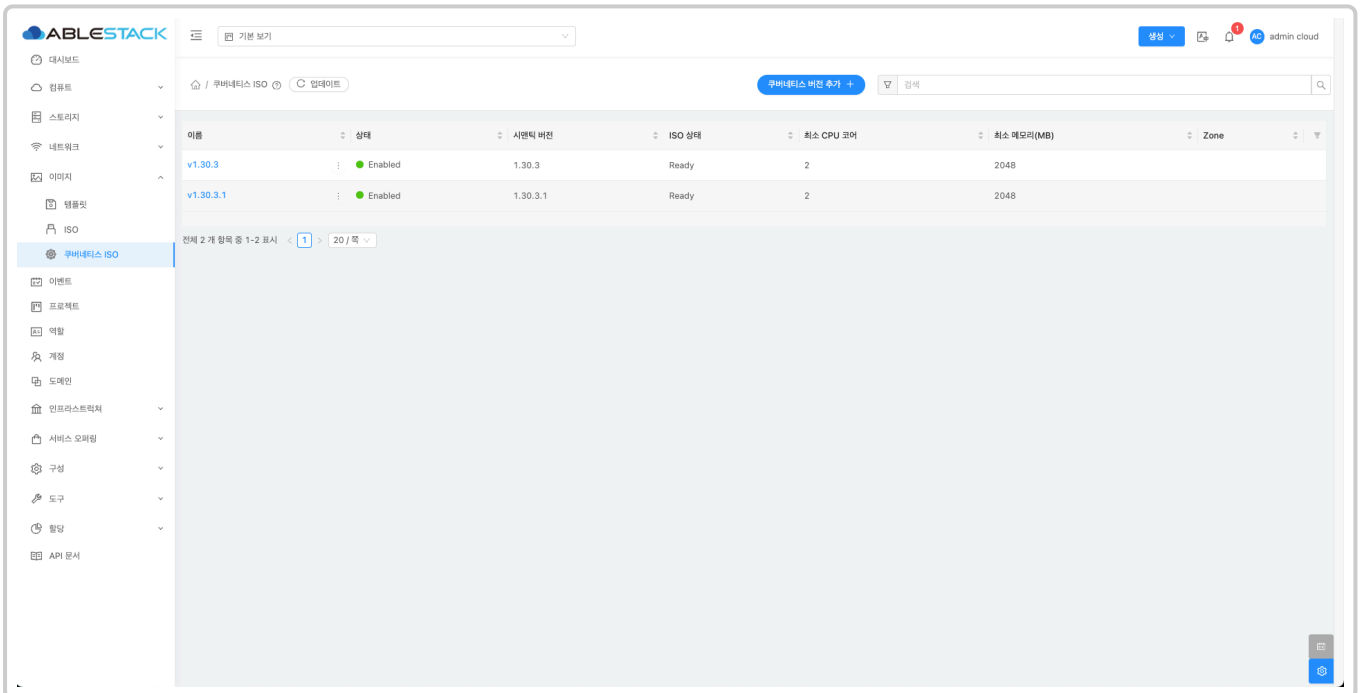 ABLESTACK
기본 보기
생성
1
AC admin cloud
대시보드
컴퓨트
스토리지
네트워크
이미지
템플릿
ISO
쿠버네티스 ISO
이벤트
프로젝트
역할
계정
도메인
인프라스트럭쳐
서비스 오퍼링
구성
도구
할당
API 문서
/ 쿠버네티스 ISO 업데이트
쿠버네티스 버전 추가 +
검색
이름 상태 시맨틱 버전 ISO 상태 최소 CPU 코어 최소 메모리(MB) Zone
v1.30.3 Enabled 1.30.3 Ready 2 2048
v1.30.3.1 Enabled 1.30.3.1 Ready 2 2048
전체 2 개 항목 중 1-2 표시 < 1 > 20 / 쪽